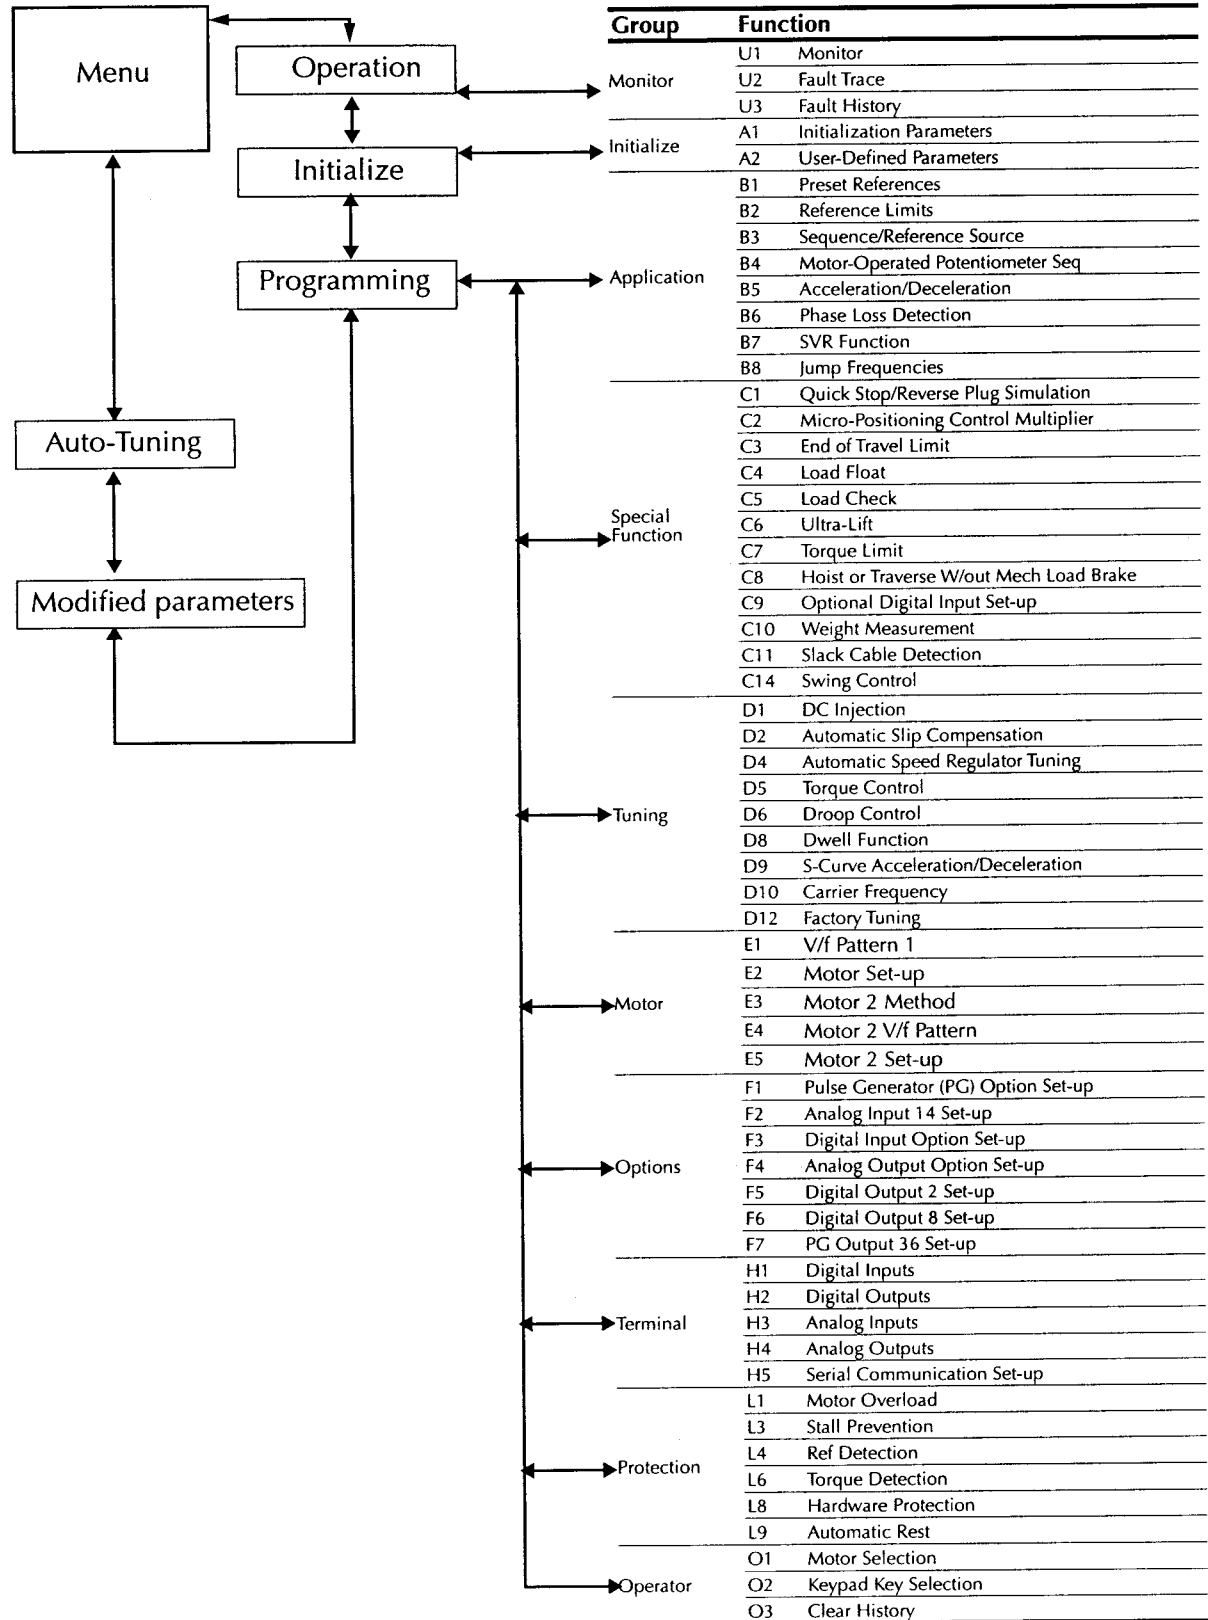 Menu
Operation
Initialize
Programming
Auto-Tuning
Modified parameters
Group Function
Monitor
U1 Monitor
U2 Fault Trace
U3 Fault History
Initialize
A1 Initialization Parameters
A2 User-Defined Parameters
Application
B1 Preset References
B2 Reference Limits
B3 Sequence/Reference Source
B4 Motor-Operated Potentiometer Seq
B5 Acceleration/Deceleration
B6 Phase Loss Detection
B7 SVR Function
B8 Jump Frequencies
Special
Function
C1 Quick Stop/Reverse Plug Simulation
C2 Micro-Positioning Control Multiplier
C3 End of Travel Limit
C4 Load Float
C5 Load Check
C6 Ultra-Lift
C7 Torque Limit
C8 Hoist or Traverse W/out Mech Load Brake
C9 Optional Digital Input Set-up
C10 Weight Measurement
C11 Slack Cable Detection
C14 Swing Control
Tuning
D1 DC Injection
D2 Automatic Slip Compensation
D4 Automatic Speed Regulator Tuning
D5 Torque Control
D6 Droop Control
D8 Dwell Function
D9 S-Curve Acceleration/Deceleration
D10 Carrier Frequency
D12 Factory Tuning
Motor
E1 V/f Pattern 1
E2 Motor Set-up
E3 Motor 2 Method
E4 Motor 2 V/f Pattern
E5 Motor 2 Set-up
Options
F1 Pulse Generator (PG) Option Set-up
F2 Analog Input 14 Set-up
F3 Digital Input Option Set-up
F4 Analog Output Option Set-up
F5 Digital Output 2 Set-up
F6 Digital Output 8 Set-up
F7 PG Output 36 Set-up
Terminal
H1 Digital Inputs
H2 Digital Outputs
H3 Analog Inputs
H4 Analog Outputs
H5 Serial Communication Set-up
Protection
L1 Motor Overload
L3 Stall Prevention
L4 Ref Detection
L6 Torque Detection
L8 Hardware Protection
L9 Automatic Rest
Operator
O1 Motor Selection
O2 Keypad Key Selection
O3 Clear History